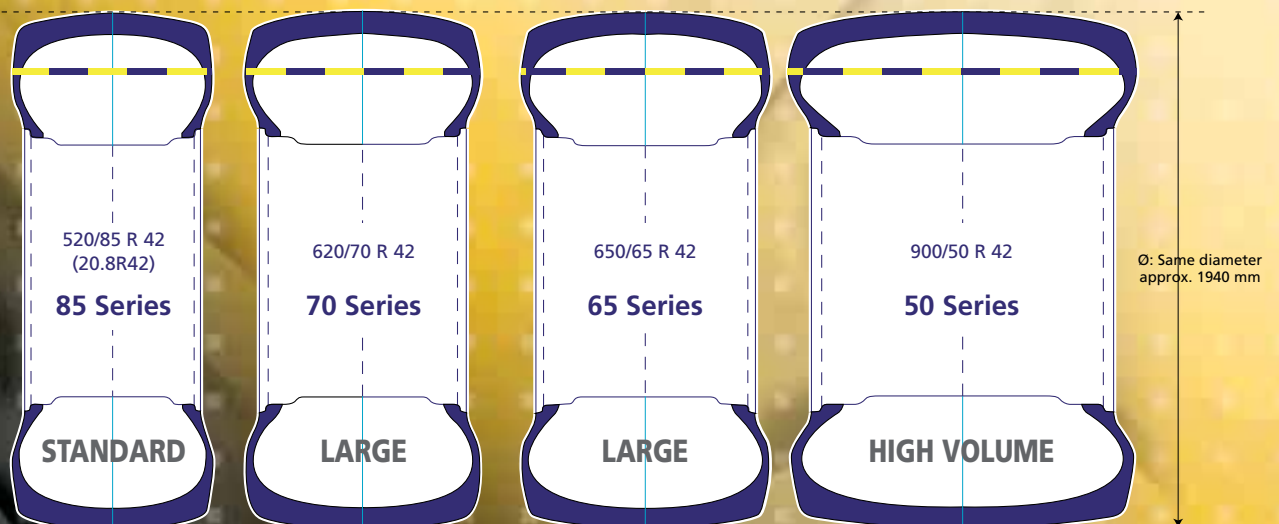 520/85 R 42
(20.8R42)
85 Series
STANDARD
620/70 R 42
70 Series
LARGE
650/65 R 42
65 Series
LARGE
900/50 R 42
50 Series
HIGH VOLUME
Ø: Same diameter
approx. 1940 mm